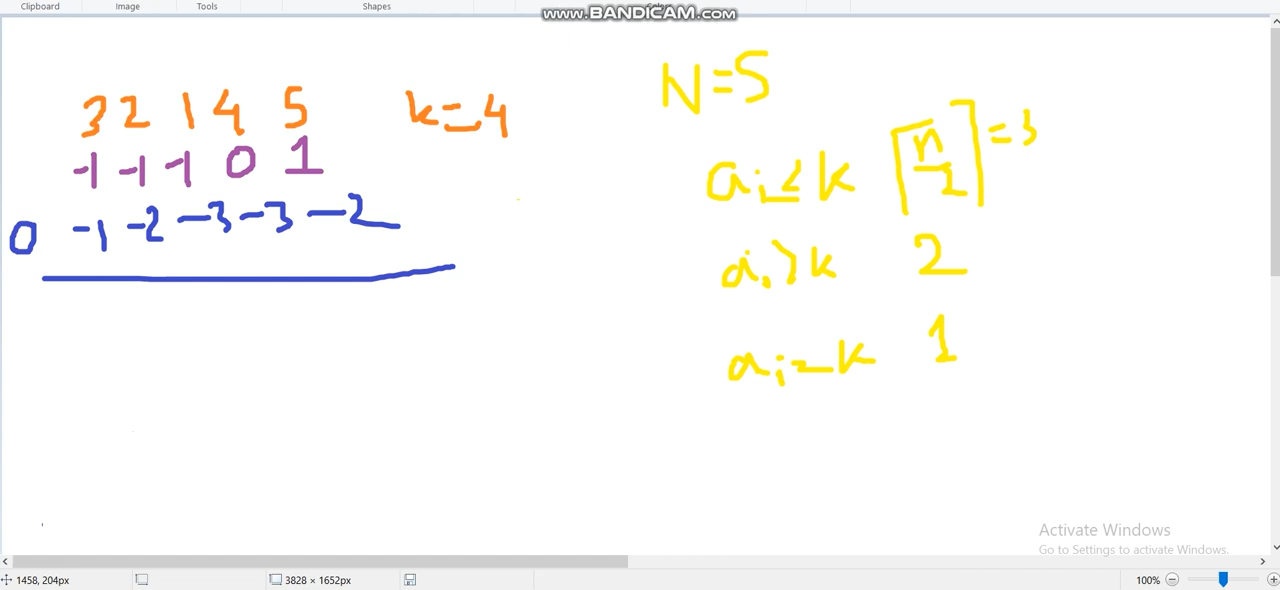 Clipboard Image Tools Shapes Colors
www.BANDICAM.com
3 2 1 4 5 k=4
-1 -1 -1 0 1
0 -1 -2 -3 -3 -2
N=5
ai≤k ⌈n/2⌉=3
ai>k 2
ai=k 1
Activate Windows
Go to Settings to activate Windows.
1458, 204px 3828 × 1652px 100%